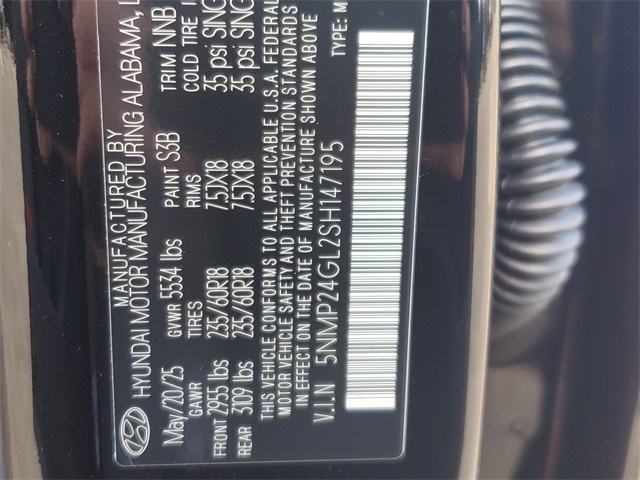 MANUFACTURED BY
HYUNDAI MOTOR MANUFACTURING ALABAMA,
May/20/25 GVWR 5534 lbs PAINT S3B TRIM NNB
GAWR TIRES RIMS COLD TIRE
FRONT 2955 lbs 235/60R18 7.5JX18 35 psi SING
REAR 3109 lbs 235/60R18 7.5JX18 35 psi SING
THIS VEHICLE CONFORMS TO ALL APPLICABLE U.S.A. FEDERAL
MOTOR VEHICLE SAFETY AND THEFT PREVENTION STANDARDS
IN EFFECT ON THE DATE OF MANUFACTURE SHOWN ABOVE
V.I.N 5NMP24GL2SH147195 TYPE: M